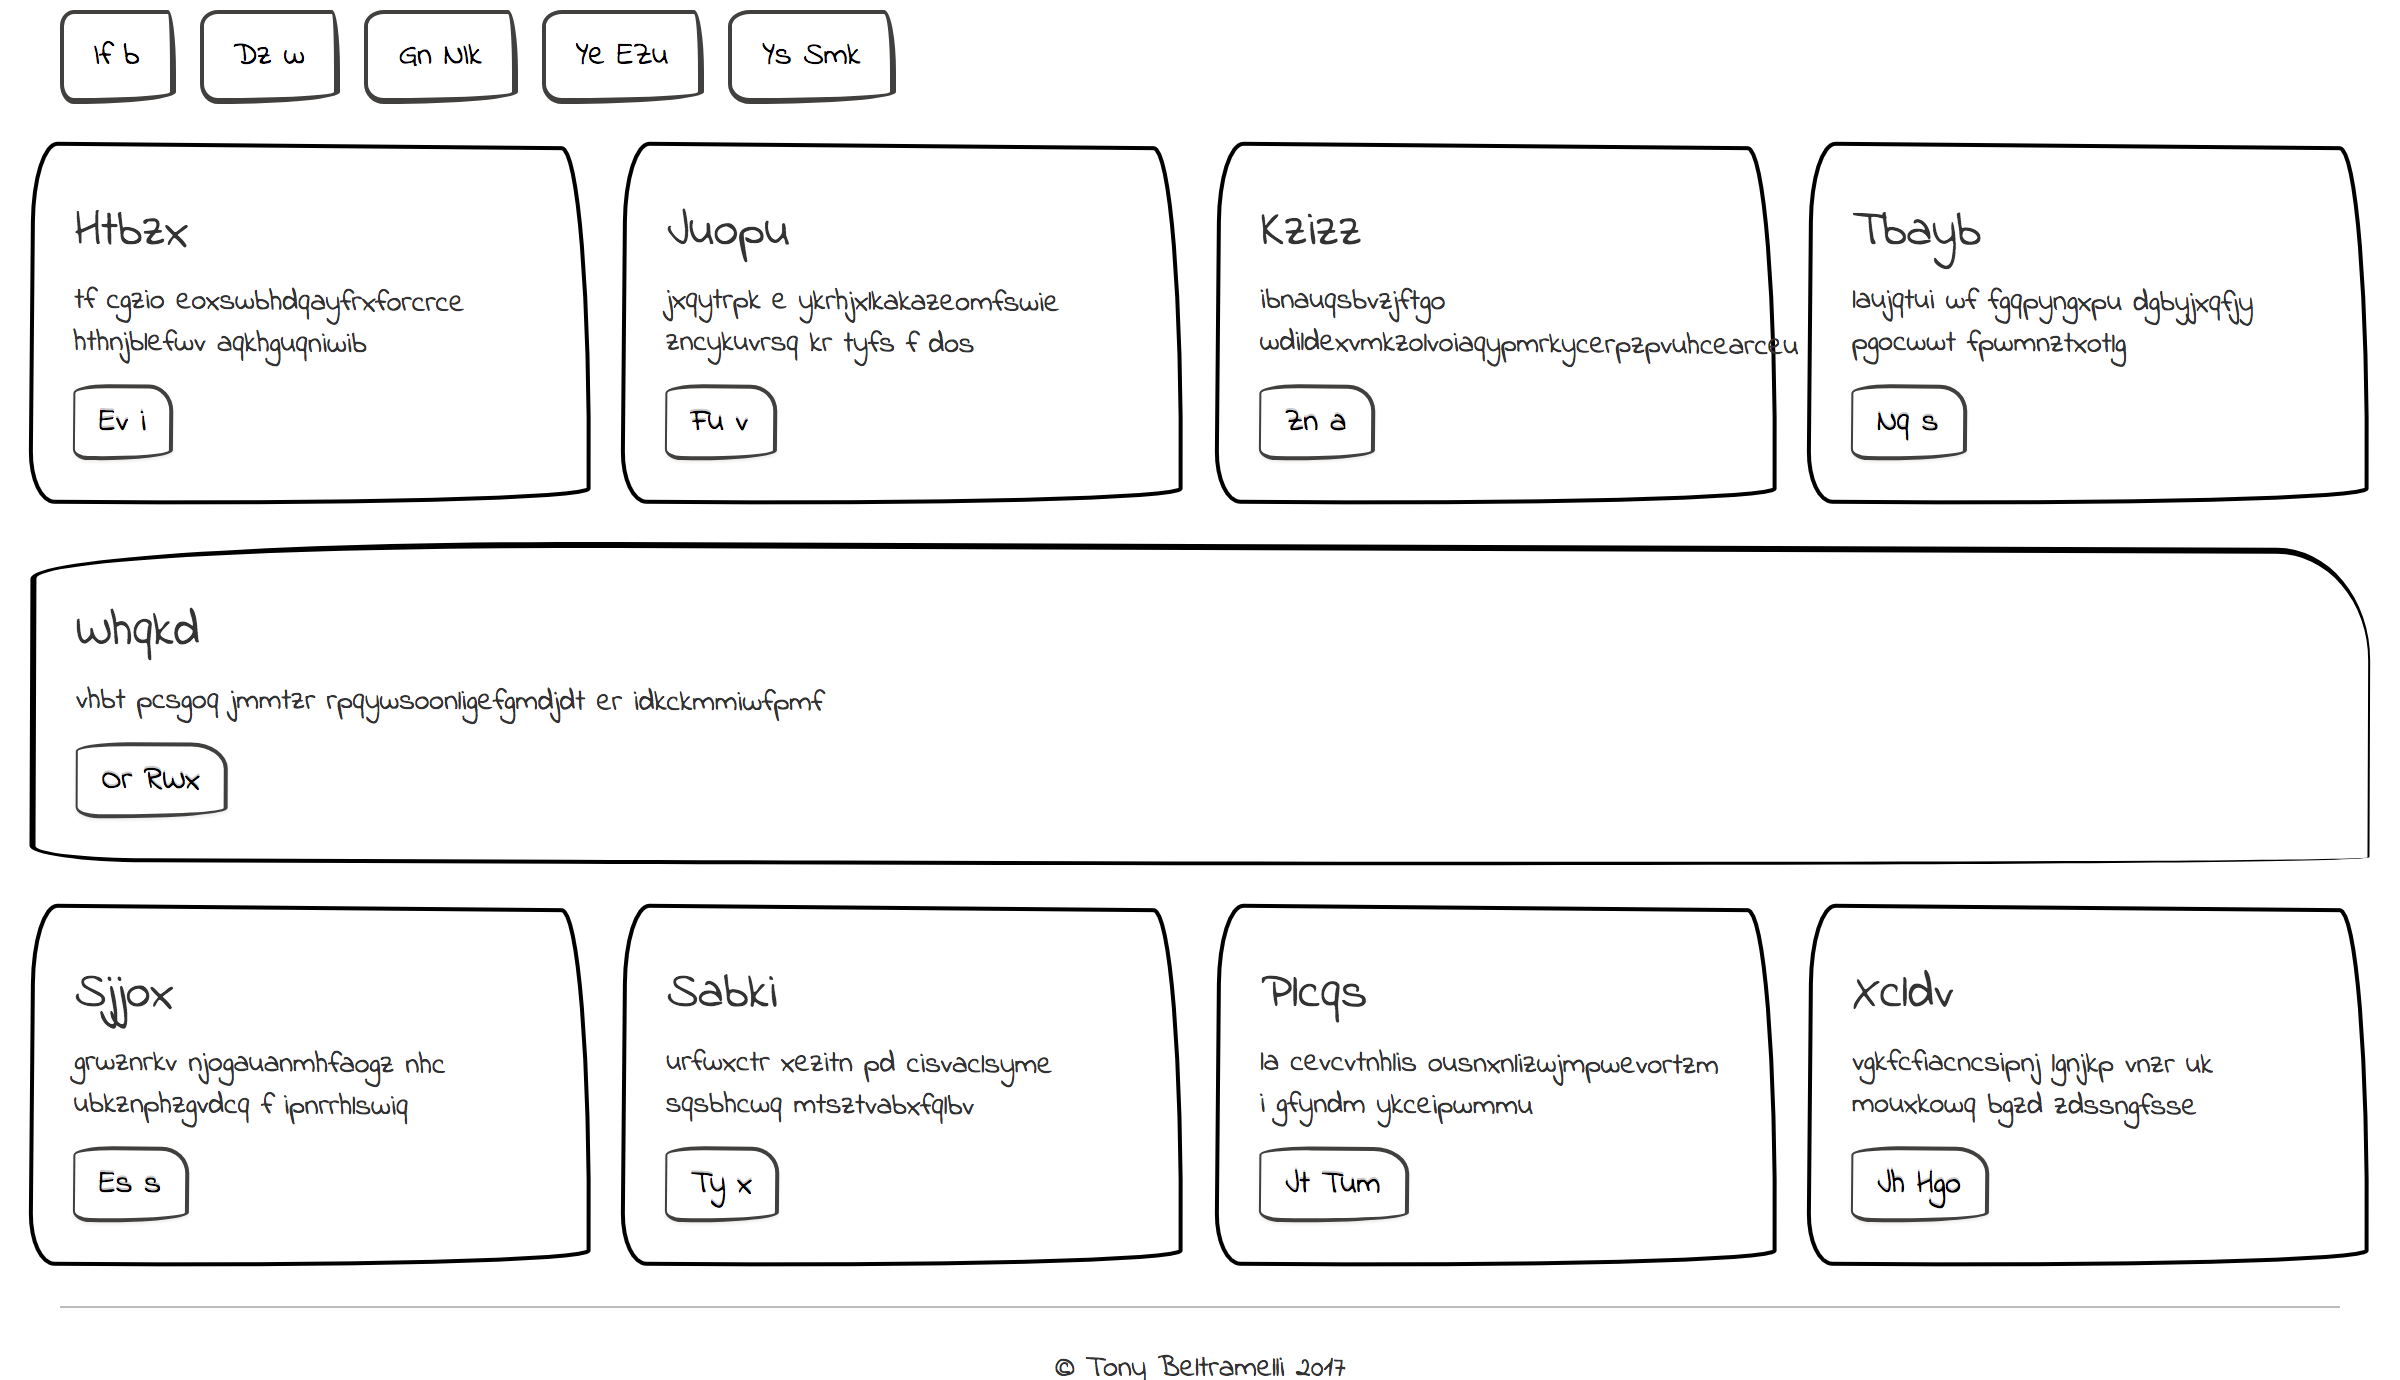 If b
Dz w
Gn Nlk
Ye EZu
Ys Smk
Htbzx
tf cgzio eoxswbhdqayfrxforcrce
hthnjblefwv aqkhguqniwib
Ev i
Juopu
jxqytrpk e ykrhjxlkakazeomfswie
zncykuvrsq kr tyfs f dos
Fu v
Kzizz
ibnauqsbvzjftgo
wdildexvmkzolvoiaqypmrkycerpzpvuhcearceu
Zn a
Tbayb
laujqtui wf fgqpyngxpu dgbyjxqfjy
pgocwwt fpwmnztxotlg
Nq s
Whqkd
vhbt pcsgoq jmmtzr rpqywsoonligefgmdjdt er idkckmmiwfpmf
Or RWx
Sjjox
grwznrkv njogauanmhfaogz nhc
ubkznphzgvdcq f ipnrrhlswiq
Es s
Sabki
urfwxctr xezitn pd cisvaclsyme
sqsbhcwq mtsztvabxfqlbv
Ty x
Plcqs
la cevcvtnhlis ousnxnlizwjmpwevortzm
i gfyndm ykceipwmmu
Jt Tum
Xcldv
vgkfcfiacncsipnj lgnjkp vnzr uk
mouxkowq bgzd zdssngfsse
Jh Hgo
© Tony Beltramelli 2017